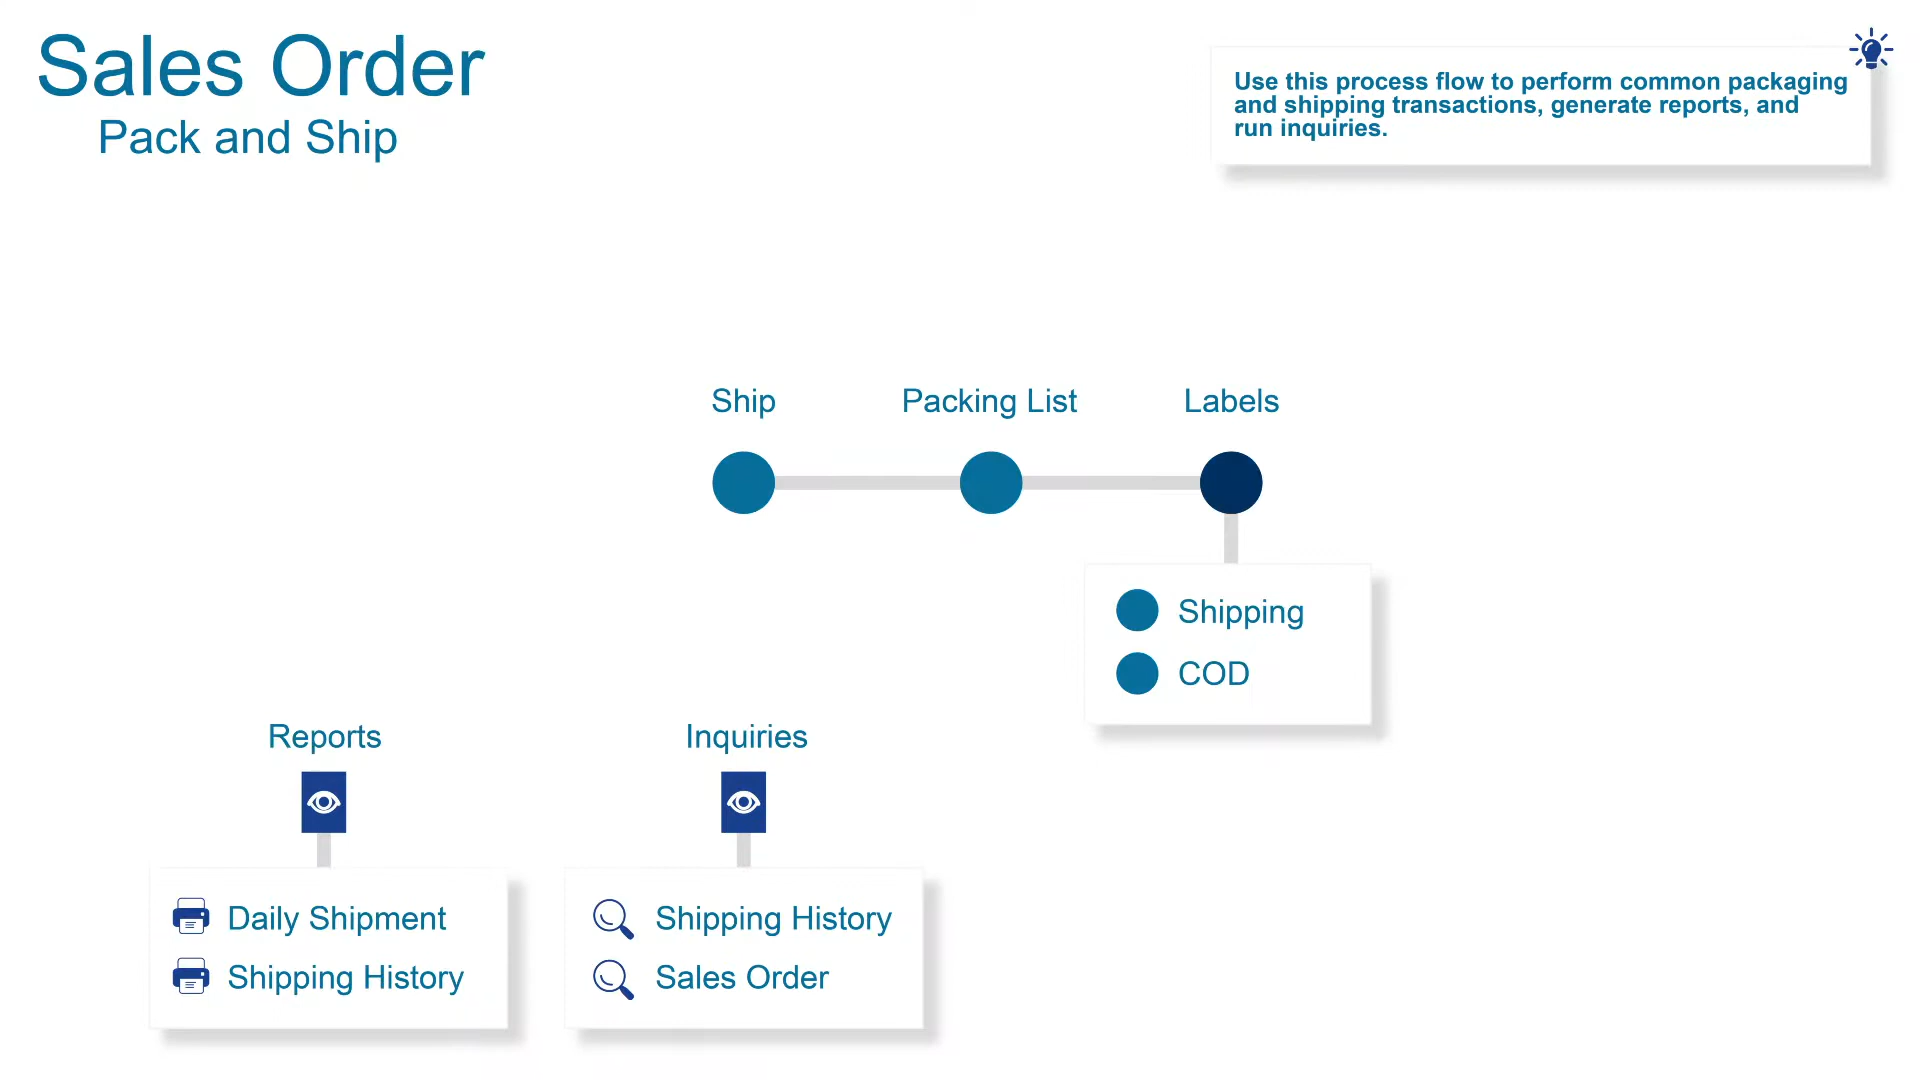 Sales Order
Pack and Ship
Use this process flow to perform common packaging
and shipping transactions, generate reports, and
run inquiries.
Ship
Packing List
Labels
Shipping
COD
Reports
Daily Shipment
Shipping History
Inquiries
Shipping History
Sales Order